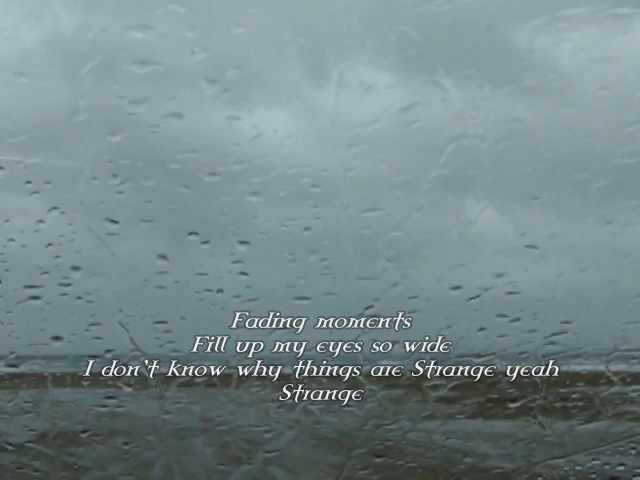 Fading moments
Fill up my eyes so wide
I don't know why things are Strange yeah
Strange